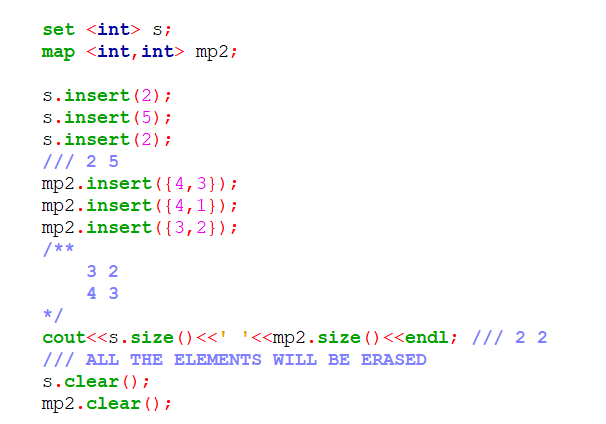 set <int> s;
map <int,int> mp2;

s.insert(2);
s.insert(5);
s.insert(2);
/// 2 5
mp2.insert({4,3});
mp2.insert({4,1});
mp2.insert({3,2});
/**
    3 2
    4 3
*/
cout<<s.size()<<' '<<mp2.size()<<endl; /// 2 2
/// ALL THE ELEMENTS WILL BE ERASED
s.clear();
mp2.clear();